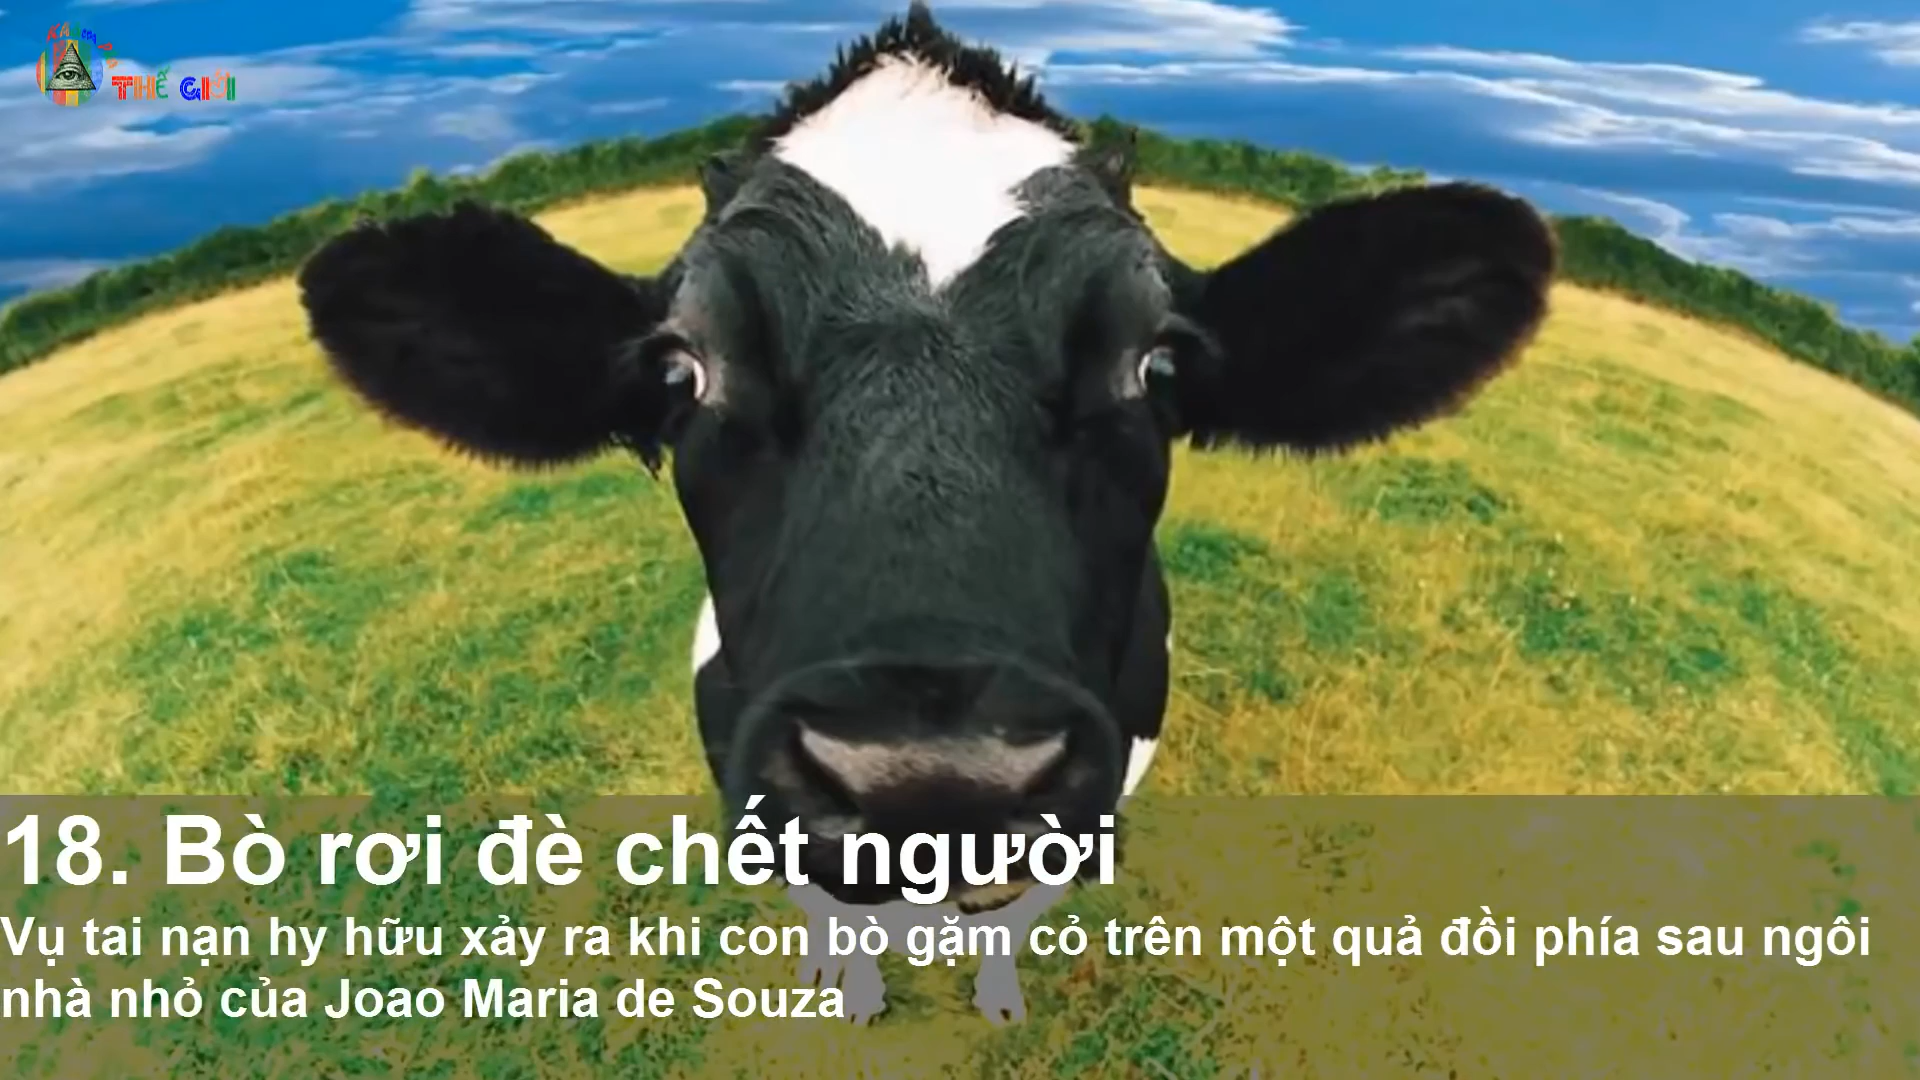 THẾ GIỚI
18. Bò rơi đè chết người
Vụ tai nạn hy hữu xảy ra khi con bò gặm cỏ trên một quả đồi phía sau ngôi
nhà nhỏ của Joao Maria de Souza